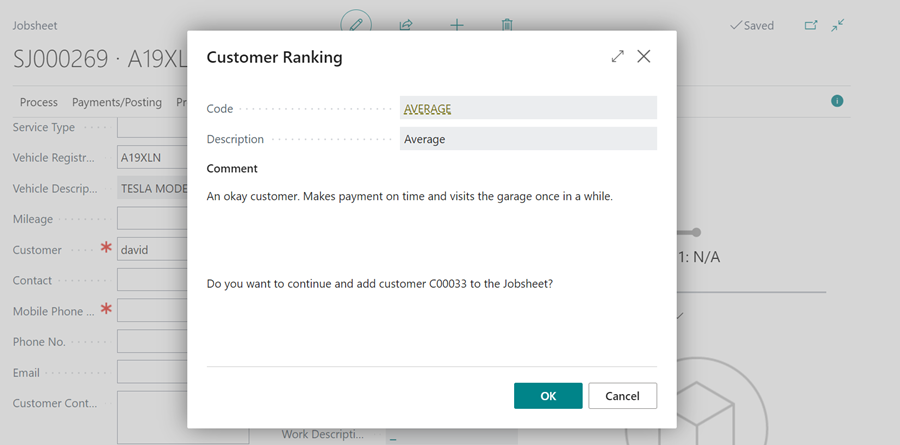 Jobsheet
Saved
SJ000269 · A19XL
Customer Ranking
Process Payments/Posting Pr
Code AVERAGE
Description Average
Comment
An okay customer. Makes payment on time and visits the garage once in a while.
Do you want to continue and add customer C00033 to the Jobsheet?
OK Cancel
Service Type
Vehicle Registr... A19XLN
Vehicle Descrip... TESLA MODE
Mileage
Customer * david
Contact
Mobile Phone ... *
Phone No.
Email
Customer Cont...
Work Descripti...
1: N/A